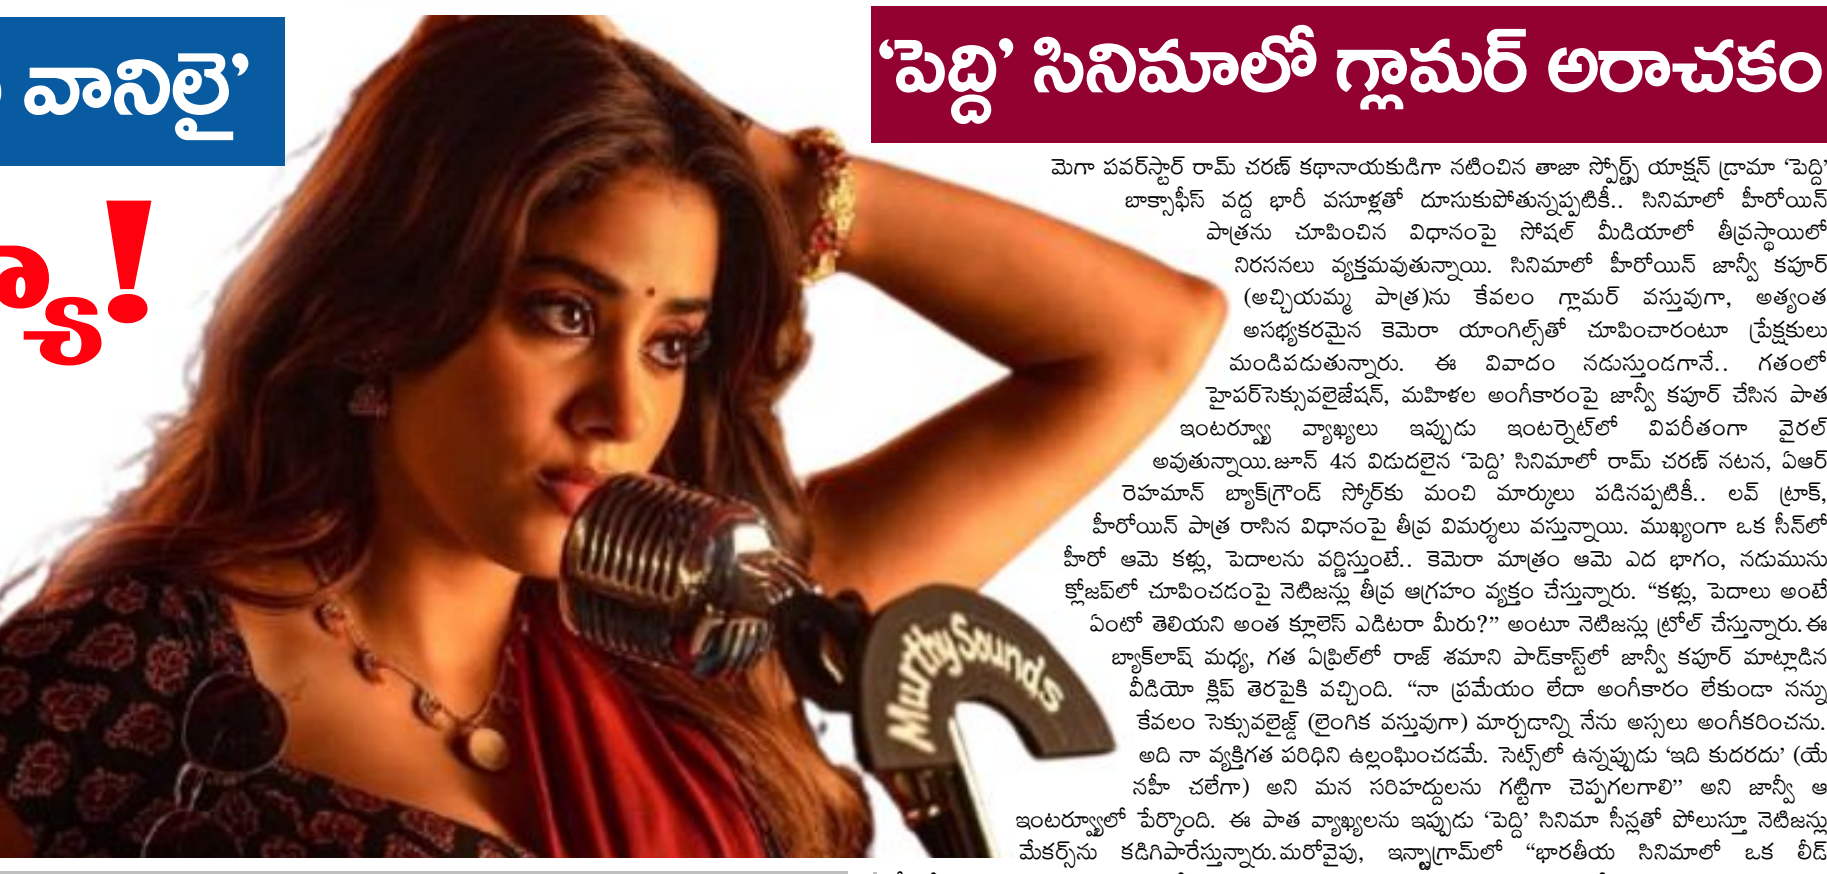 వానిలై’
‘పెద్ది’ సినిమాలో గ్లామర్ అరాచకం
మెగా పవర్‌స్టార్ రామ్ చరణ్ కథానాయకుడిగా నటించిన తాజా స్పోర్ట్స్ యాక్షన్ డ్రామా ‘పెద్ది’
బాక్సాఫీస్ వద్ద భారీ వసూళ్లతో దూసుకుపోతున్నప్పటికీ.. సినిమాలో హీరోయిన్
పాత్రను చూపించిన విధానంపై సోషల్ మీడియాలో తీవ్రస్థాయిలో
నిరసనలు వ్యక్తమవుతున్నాయి. సినిమాలో హీరోయిన్ జాన్వీ కపూర్
(అచ్చియమ్మ పాత్ర)ను కేవలం గ్లామర్ వస్తువుగా, అత్యంత
అసభ్యకరమైన కెమెరా యాంగిల్స్‌తో చూపించారంటూ ప్రేక్షకులు
మండిపడుతున్నారు. ఈ వివాదం నడుస్తుండగానే.. గతంలో
హైపర్‌సెక్సువలైజేషన్, మహిళల అంగీకారంపై జాన్వీ కపూర్ చేసిన పాత
ఇంటర్వ్యూ వ్యాఖ్యలు ఇప్పుడు ఇంటర్నెట్‌లో విపరీతంగా వైరల్
అవుతున్నాయి.జూన్ 4న విడుదలైన ‘పెద్ది’ సినిమాలో రామ్ చరణ్ నటన, ఏఆర్
రెహమాన్ బ్యాక్‌గ్రౌండ్ స్కోర్‌కు మంచి మార్కులు పడినప్పటికీ.. లవ్ ట్రాక్,
హీరోయిన్ పాత్ర రాసిన విధానంపై తీవ్ర విమర్శలు వస్తున్నాయి. ముఖ్యంగా ఒక సీన్‌లో
హీరో ఆమె కళ్లు, పెదాలను వర్ణిస్తుంటే.. కెమెరా మాత్రం ఆమె ఎద భాగం, నడుమును
క్లోజప్‌లో చూపించడంపై నెటిజన్లు తీవ్ర ఆగ్రహం వ్యక్తం చేస్తున్నారు. “కళ్లు, పెదాలు అంటే
ఏంటో తెలియని అంత క్లూలెస్ ఎడిటరా మీరు?” అంటూ నెటిజన్లు ట్రోల్ చేస్తున్నారు.ఈ
బ్యాక్‌లాష్ మధ్య, గత ఏప్రిల్‌లో రాజ్ శమాని పాడ్‌కాస్ట్‌లో జాన్వీ కపూర్ మాట్లాడిన
వీడియో క్లిప్ తెరపైకి వచ్చింది. “నా ప్రమేయం లేదా అంగీకారం లేకుండా నన్ను
కేవలం సెక్సువలైజ్డ్ (లైంగిక వస్తువుగా) మార్చడాన్ని నేను అస్సలు అంగీకరించను.
అది నా వ్యక్తిగత పరిధిని ఉల్లంఘించడమే. సెట్స్‌లో ఉన్నప్పుడు ‘ఇది కుదరదు’ (యే
నహీ చలేగా) అని మన సరిహద్దులను గట్టిగా చెప్పగలగాలి” అని జాన్వీ ఆ
ఇంటర్వ్యూలో పేర్కొంది. ఈ పాత వ్యాఖ్యలను ఇప్పుడు ‘పెద్ది’ సినిమా సీన్లతో పోలుస్తూ నెటిజన్లు
మేకర్స్‌ను కడిగిపారేస్తున్నారు.మరోవైపు, ఇన్స్టాగ్రామ్‌లో “భారతీయ సినిమాలో ఒక లీడ్
Murthy Sounds